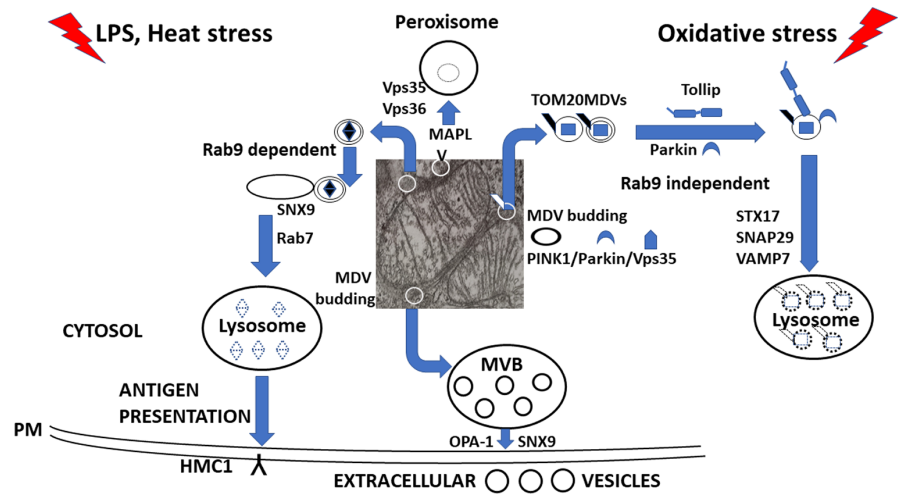 LPS, Heat stress
Peroxisome
Oxidative stress
Vps35
Vps36
MAPL
V
TOM20MDVs
Tollip
Parkin
Rab9 dependent
Rab9 independent
SNX9
Rab7
MDV budding
PINK1/Parkin/Vps35
STX17
SNAP29
VAMP7
MDV
budding
Lysosome
Lysosome
CYTOSOL
MVB
ANTIGEN
PRESENTATION
PM
OPA-1 SNX9
HMC1
EXTRACELLULAR VESICLES